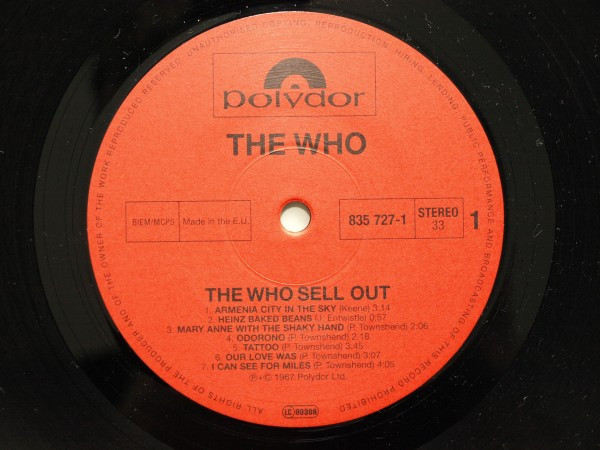 polydor
THE WHO
BIEM/MCPS Made in the E.U. 835 727-1 STEREO 33 1
THE WHO SELL OUT
1. ARMENIA CITY IN THE SKY (Keene) 3:14
2. HEINZ BAKED BEANS (J. Entwistle) 0:57
3. MARY ANNE WITH THE SHAKY HAND (P. Townshend) 2:06
4. ODORONO (P. Townshend) 2:18
5. TATTOO (P. Townshend) 3:45
6. OUR LOVE WAS (P. Townshend) 3:07
7. I CAN SEE FOR MILES (P. Townshend) 4:05
℗+© 1967 Polydor Ltd.
LC 00309
ALL RIGHTS OF THE PRODUCER AND OF THE OWNER OF THE WORK REPRODUCED RESERVED. UNAUTHORISED COPYING, REPRODUCTION, HIRING, LENDING, PUBLIC PERFORMANCE AND BROADCASTING OF THIS RECORD PROHIBITED